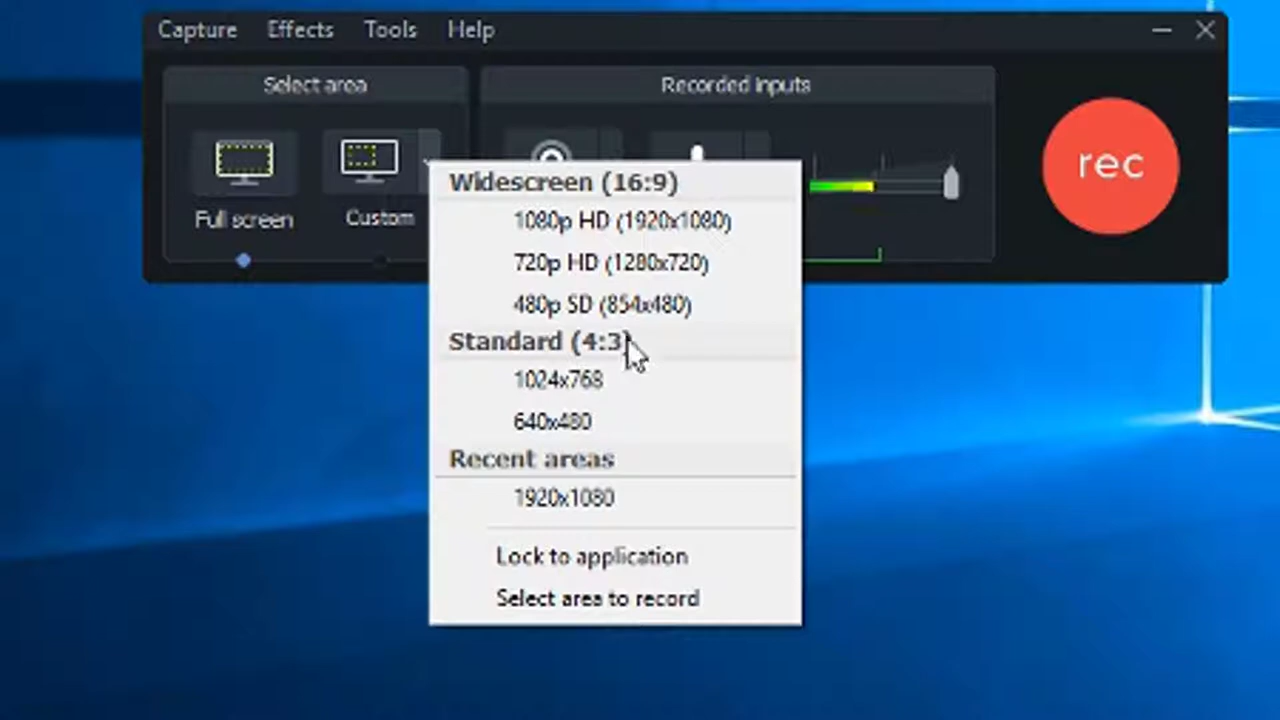 Capture Effects Tools Help
Select area
Recorded inputs
Full screen
Custom
rec
Widescreen (16:9)
1080p HD (1920x1080)
720p HD (1280x720)
480p SD (854x480)
Standard (4:3)
1024x768
640x480
Recent areas
1920x1080
Lock to application
Select area to record